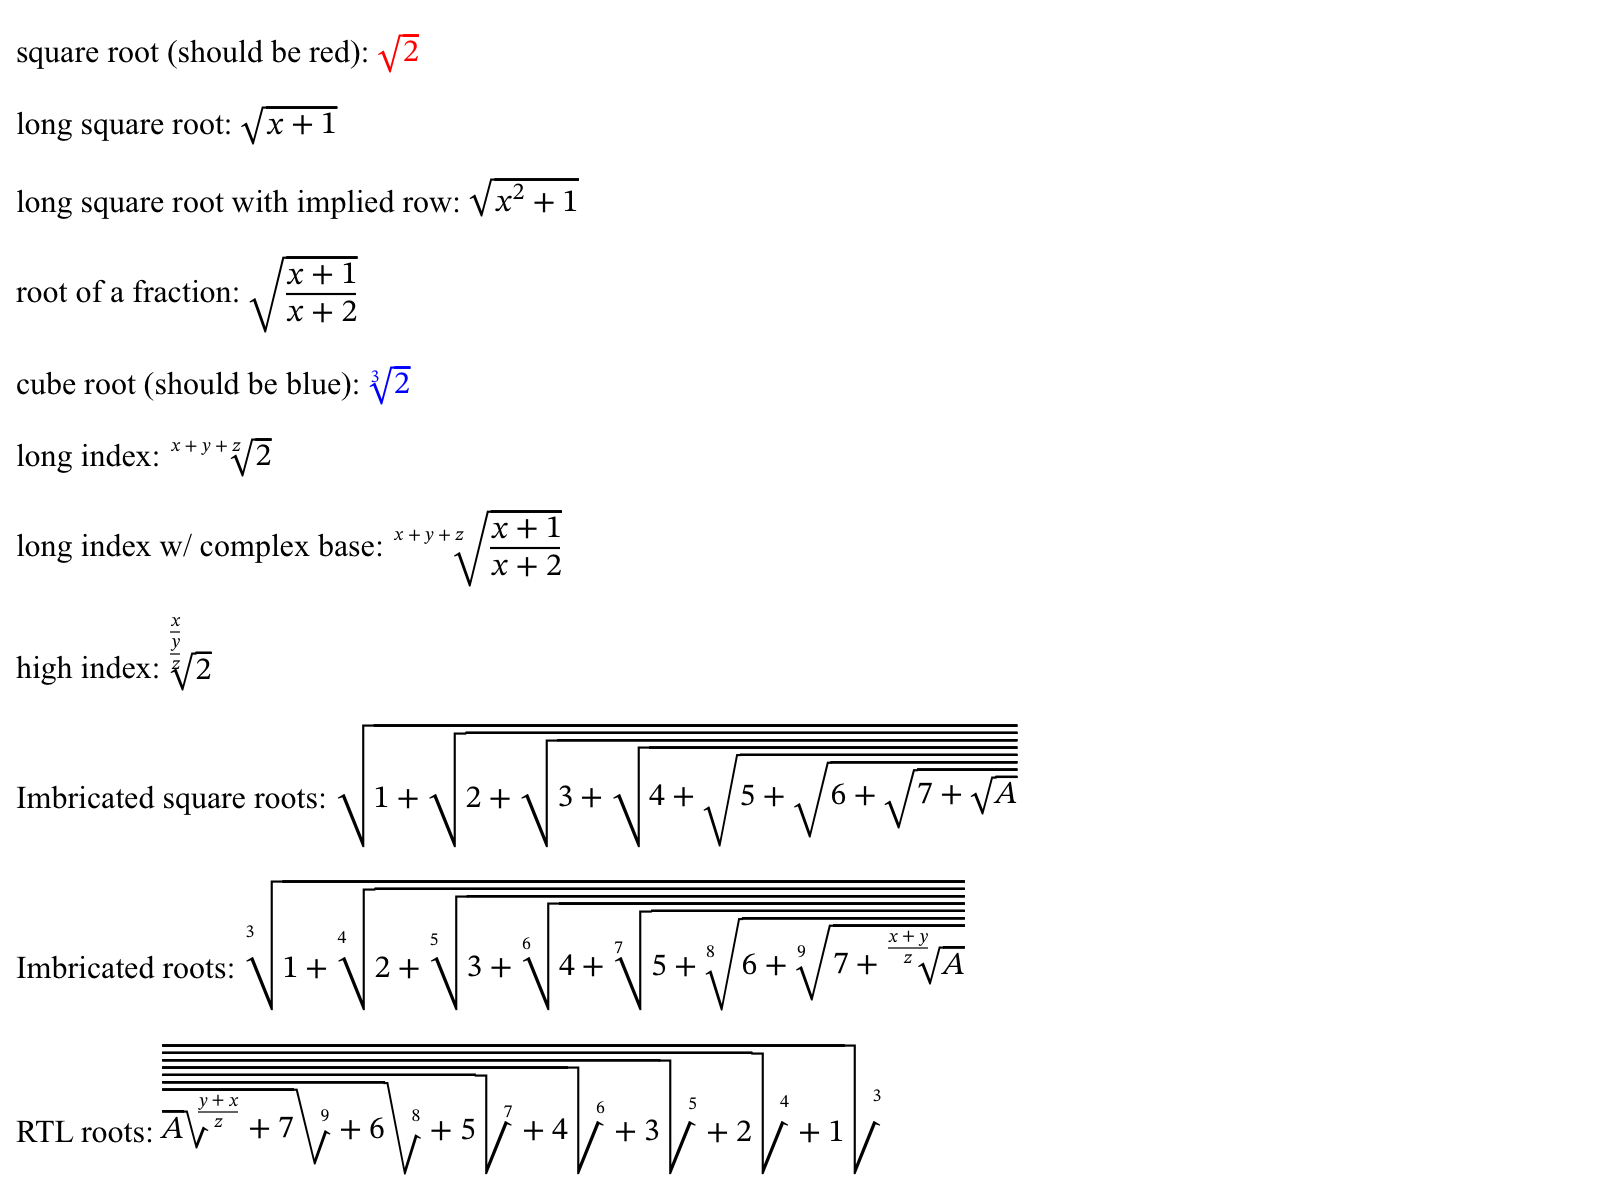 square root (should be red): √2
long square root: √(x + 1)
long square root with implied row: √(x² + 1)
root of a fraction: √((x + 1)/(x + 2))
cube root (should be blue): ∛2
long index: ˣ⁺ʸ⁺ᶻ√2
long index w/ complex base: ˣ⁺ʸ⁺ᶻ√((x + 1)/(x + 2))
high index: [x/y/z]√2
Imbricated square roots: √(1 + √(2 + √(3 + √(4 + √(5 + √(6 + √(7 + √A)))))))
Imbricated roots: ³√(1 + ⁴√(2 + ⁵√(3 + ⁶√(4 + ⁷√(5 + ⁸√(6 + ⁹√(7 + [(x + y)/z]√A)))))))
RTL roots: A√[(y + x)/z] + 7√9 + 6√8 + 5√7 + 4√6 + 3√5 + 2√4 + 1√3